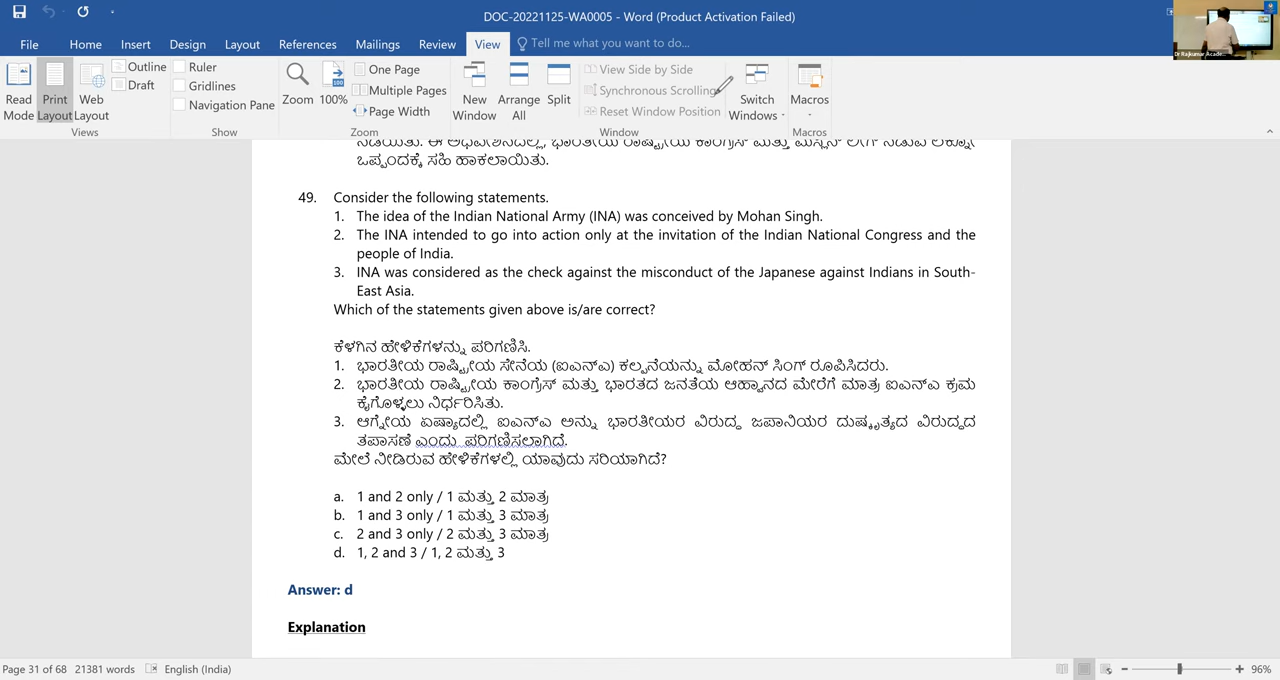 DOC-20221125-WA0005 - Word (Product Activation Failed)
File Home Insert Design Layout References Mailings Review View Tell me what you want to do...
Read Mode
Print Layout
Web Layout
Outline
Draft
Views
Ruler
Gridlines
Navigation Pane
Show
Zoom
100%
One Page
Multiple Pages
Page Width
Zoom
New Window
Arrange All
Split
View Side by Side
Synchronous Scrolling
Reset Window Position
Window
Switch Windows
Macros
Macros
ನಡೆಯಿತು. ಈ ಅಧಿವೇಶನದಲ್ಲಿ, ಭಾರತೀಯ ರಾಷ್ಟ್ರೀಯ ಕಾಂಗ್ರೆಸ್ ಮತ್ತು ಮುಸ್ಲಿಂ ಲೀಗ್ ನಡುವೆ ಲಕ್ನೋ
ಒಪ್ಪಂದಕ್ಕೆ ಸಹಿ ಹಾಕಲಾಯಿತು.
49. Consider the following statements.
1. The idea of the Indian National Army (INA) was conceived by Mohan Singh.
2. The INA intended to go into action only at the invitation of the Indian National Congress and the
people of India.
3. INA was considered as the check against the misconduct of the Japanese against Indians in South-
East Asia.
Which of the statements given above is/are correct?
ಕೆಳಗಿನ ಹೇಳಿಕೆಗಳನ್ನು ಪರಿಗಣಿಸಿ.
1. ಭಾರತೀಯ ರಾಷ್ಟ್ರೀಯ ಸೇನೆಯ (ಐಎನ್ಎ) ಕಲ್ಪನೆಯನ್ನು ಮೋಹನ್ ಸಿಂಗ್ ರೂಪಿಸಿದರು.
2. ಭಾರತೀಯ ರಾಷ್ಟ್ರೀಯ ಕಾಂಗ್ರೆಸ್ ಮತ್ತು ಭಾರತದ ಜನತೆಯ ಆಹ್ವಾನದ ಮೇರೆಗೆ ಮಾತ್ರ ಐಎನ್ಎ ಕ್ರಮ
ಕೈಗೊಳ್ಳಲು ನಿರ್ಧರಿಸಿತು.
3. ಆಗ್ನೇಯ ಏಷ್ಯಾದಲ್ಲಿ ಐಎನ್ಎ ಅನ್ನು ಭಾರತೀಯರ ವಿರುದ್ಧ ಜಪಾನಿಯರ ದುಷ್ಕೃತ್ಯದ ವಿರುದ್ಧದ
ತಪಾಸಣೆ ಎಂದು ಪರಿಗಣಿಸಲಾಗಿದೆ.
ಮೇಲೆ ನೀಡಿರುವ ಹೇಳಿಕೆಗಳಲ್ಲಿ ಯಾವುದು ಸರಿಯಾಗಿದೆ?
a. 1 and 2 only / 1 ಮತ್ತು 2 ಮಾತ್ರ
b. 1 and 3 only / 1 ಮತ್ತು 3 ಮಾತ್ರ
c. 2 and 3 only / 2 ಮತ್ತು 3 ಮಾತ್ರ
d. 1, 2 and 3 / 1, 2 ಮತ್ತು 3
Answer: d
Explanation
Page 31 of 68 21381 words English (India) 96%